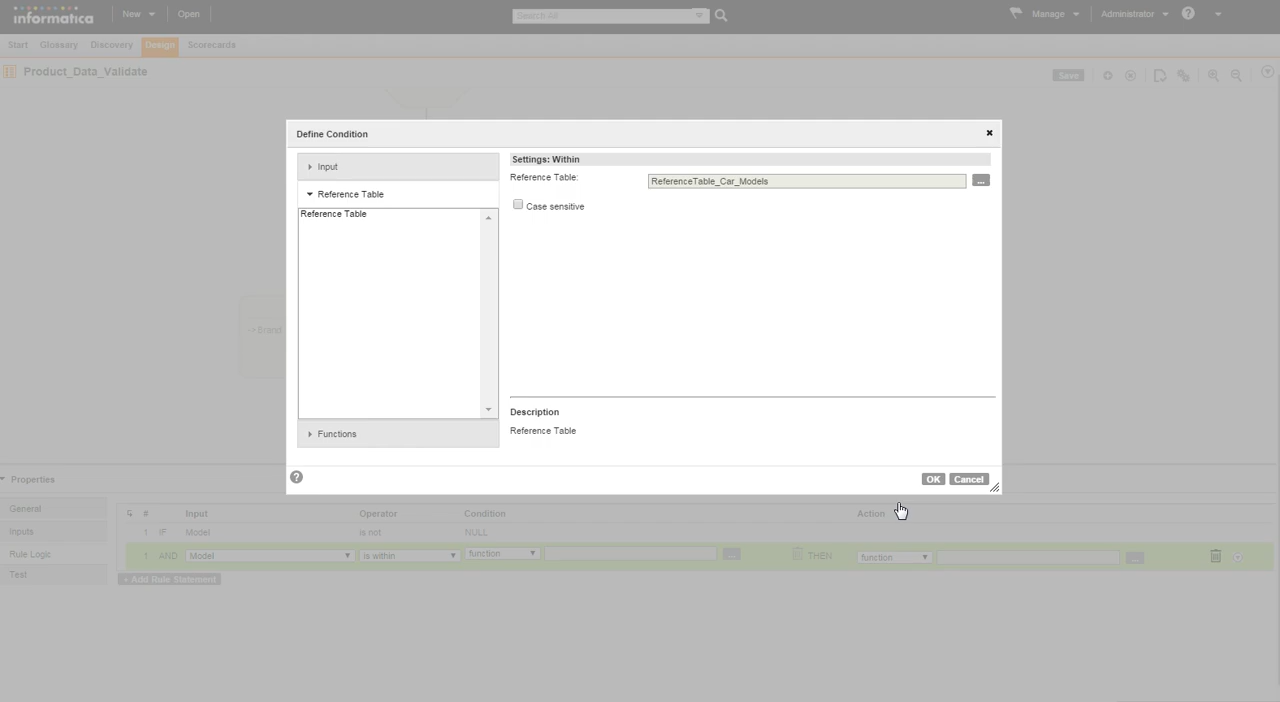 informatica New Open Search All Manage Administrator ?
Start Glossary Discovery Design Scorecards
Product_Data_Validate Save
Define Condition
Input
Reference Table
Reference Table
Functions
Settings: Within
Reference Table: ReferenceTable_Car_Models ...
Case sensitive
Description
Reference Table
? OK Cancel
->Brand
Properties
General
Inputs
Rule Logic
Test
# Input Operator Condition Action
1 IF Model is not NULL
1 AND Model is within function ... THEN function ...
+ Add Rule Statement